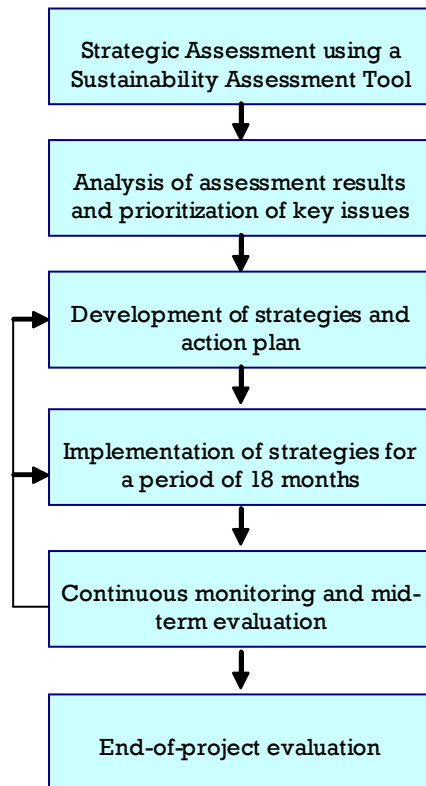 Strategic Assessment using a
Sustainability Assessment Tool
Analysis of assessment results
and prioritization of key issues
Development of strategies and
action plan
Implementation of strategies for
a period of 18 months
Continuous monitoring and mid-
term evaluation
End-of-project evaluation